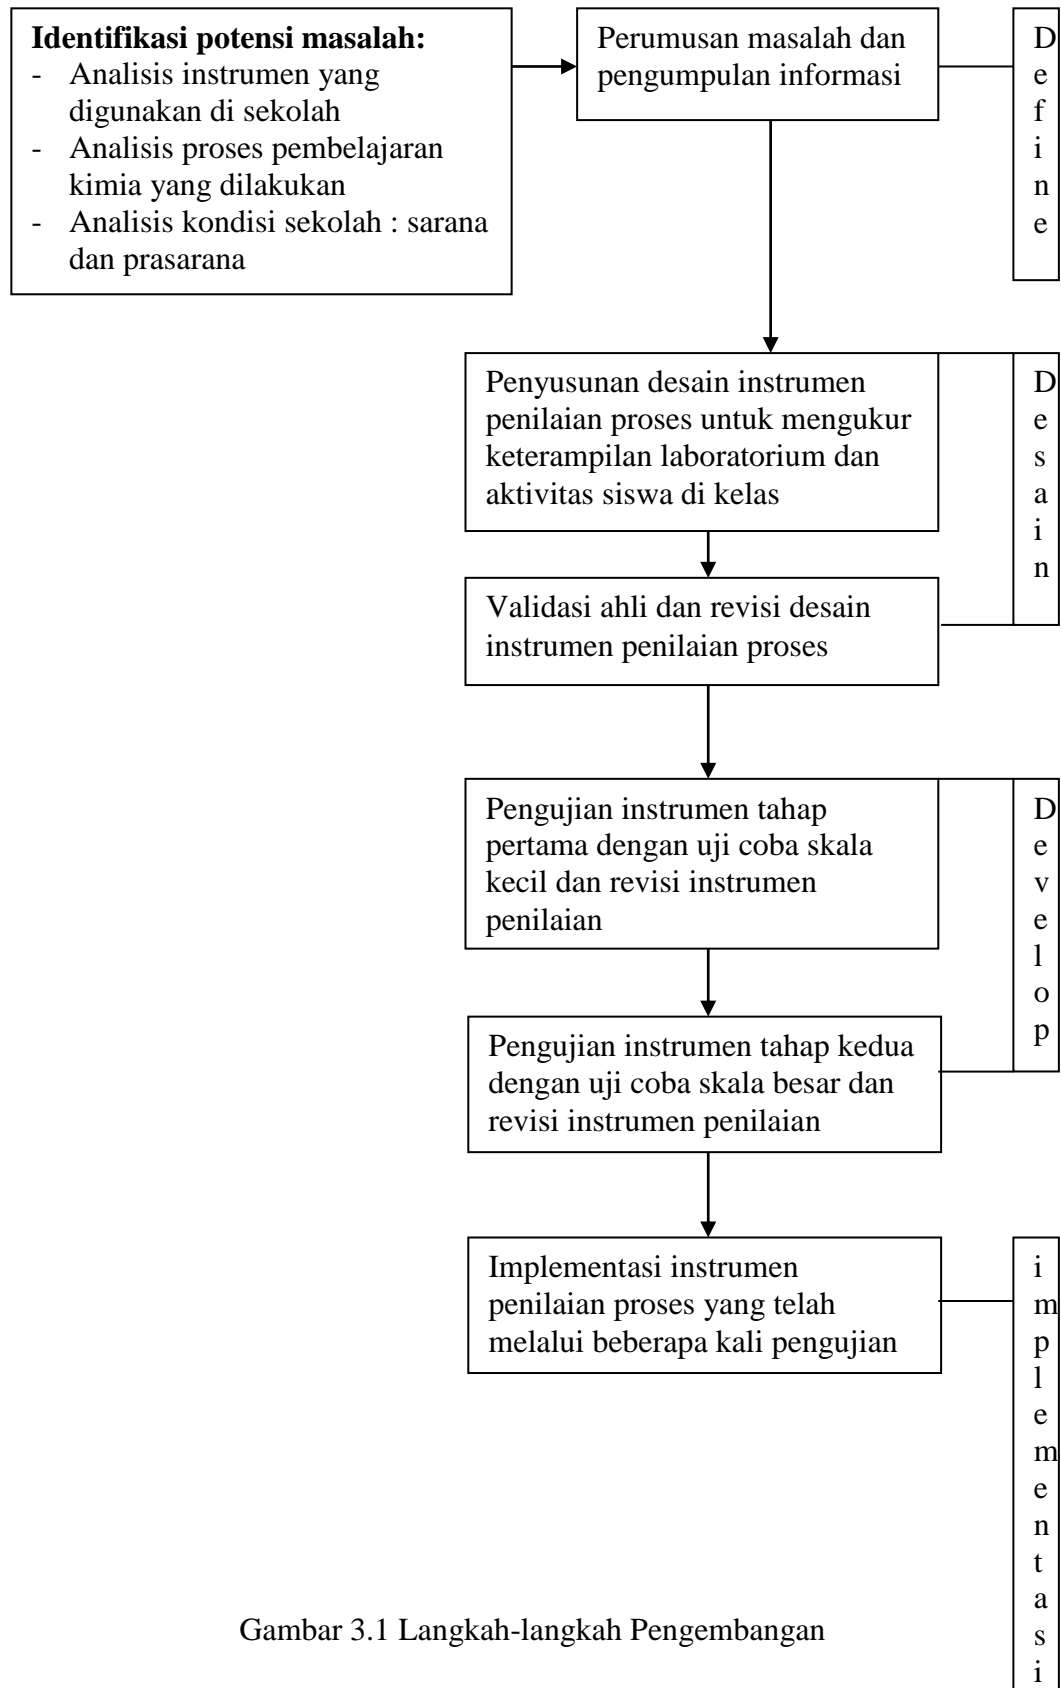 Identifikasi potensi masalah:
- Analisis instrumen yang
digunakan di sekolah
- Analisis proses pembelajaran
kimia yang dilakukan
- Analisis kondisi sekolah : sarana
dan prasarana
Perumusan masalah dan
pengumpulan informasi
D
e
f
i
n
e
Penyusunan desain instrumen
penilaian proses untuk mengukur
keterampilan laboratorium dan
aktivitas siswa di kelas
D
e
s
a
i
n
Validasi ahli dan revisi desain
instrumen penilaian proses
Pengujian instrumen tahap
pertama dengan uji coba skala
kecil dan revisi instrumen
penilaian
D
e
v
e
l
o
p
Pengujian instrumen tahap kedua
dengan uji coba skala besar dan
revisi instrumen penilaian
Implementasi instrumen
penilaian proses yang telah
melalui beberapa kali pengujian
i
m
p
l
e
m
e
n
t
a
s
i
Gambar 3.1 Langkah-langkah Pengembangan